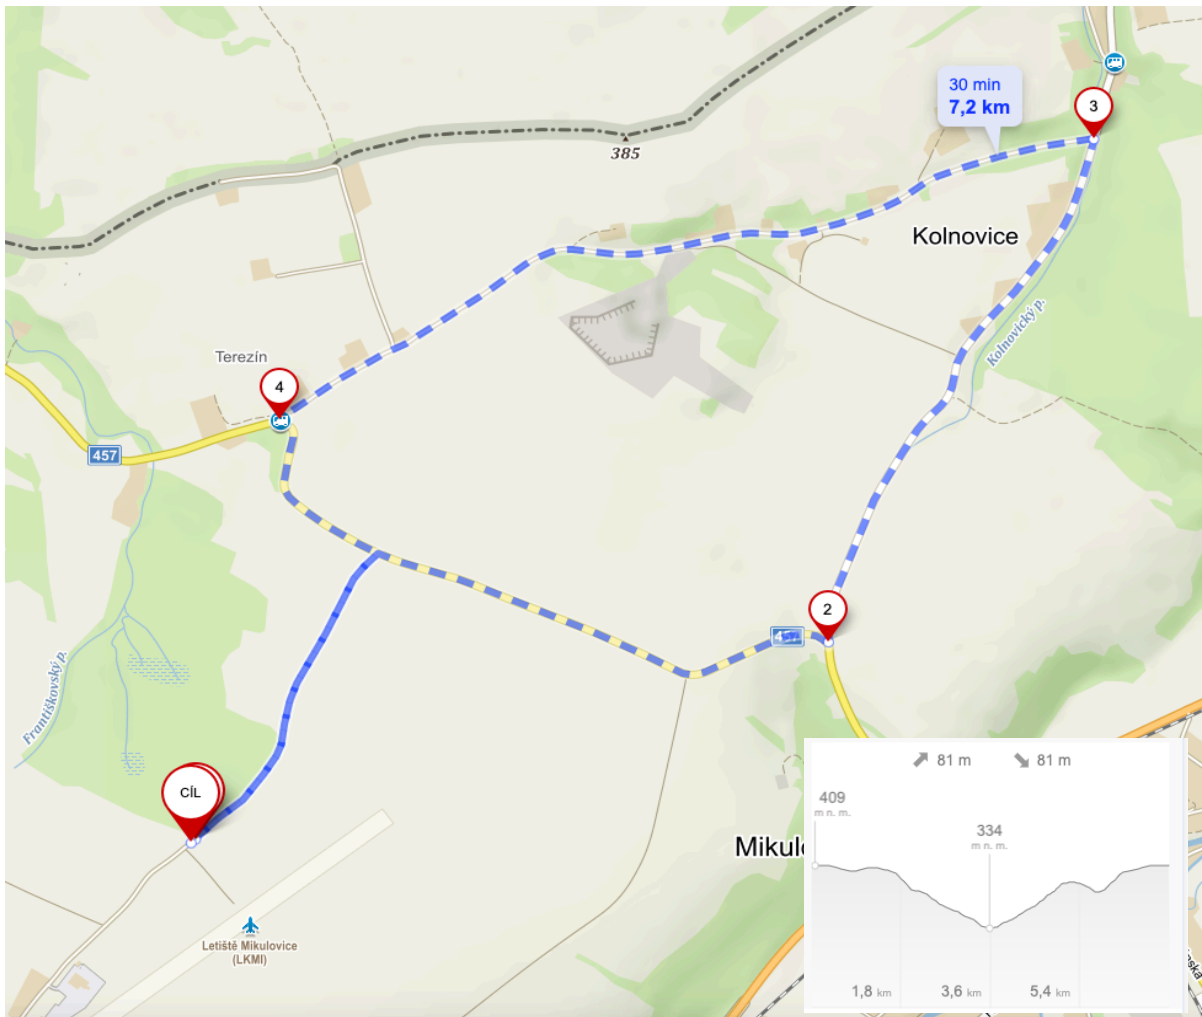 30 min
7,2 km
3
385
Kolnovice
Kolnovický p.
Terezín
4
457
2
457
Františkovský p.
CÍL
Letiště Mikulovice
(LKMI)
81 m
81 m
409
m n. m.
334
m n. m.
1,8 km
3,6 km
5,4 km